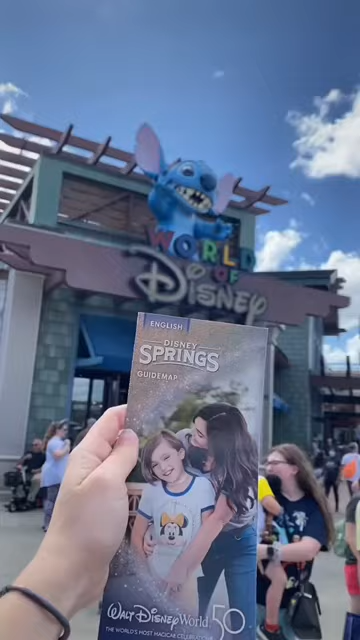 WORLD
OF
DISNEY
ENGLISH
DISNEY
SPRINGS
GUIDEMAP
WALT DISNEY World 50
THE WORLD'S MOST MAGICAL CELEBRATION